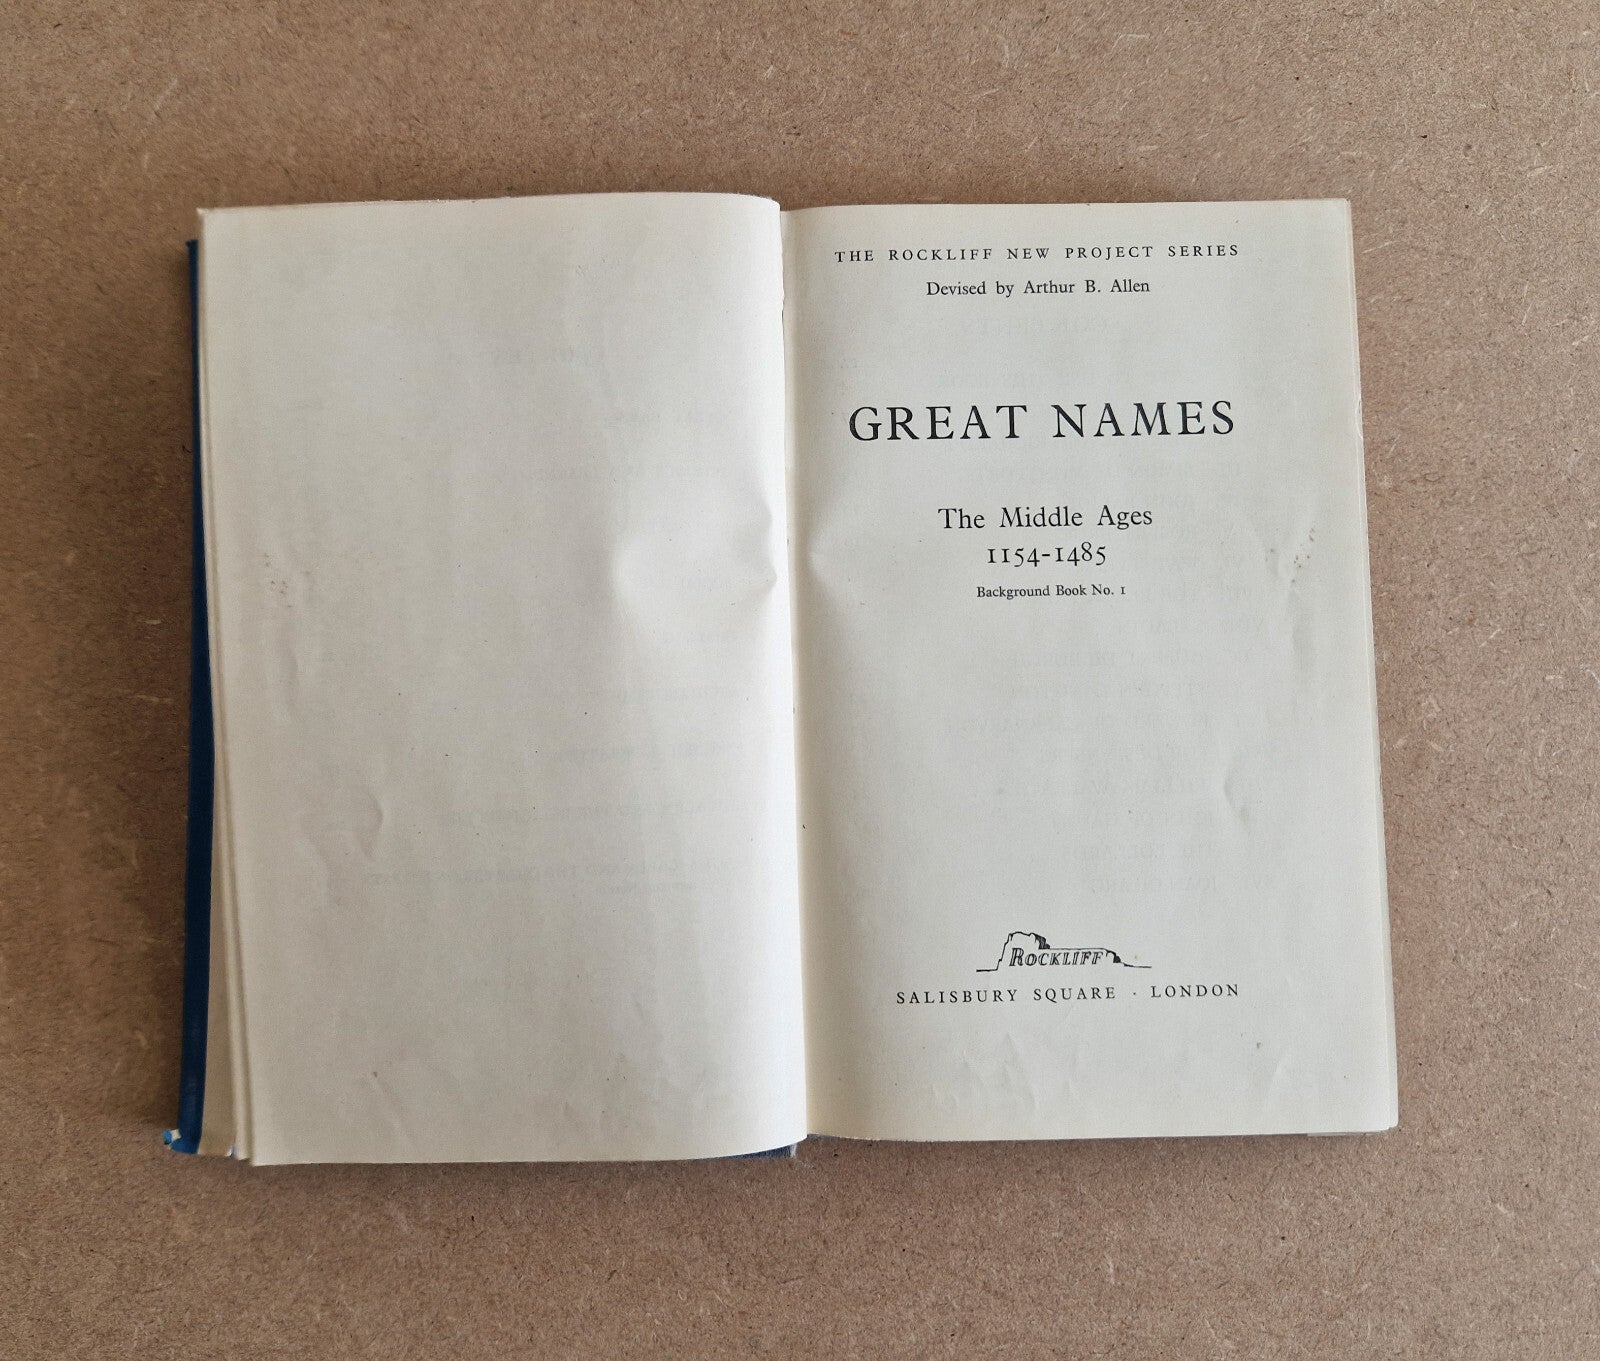 THE ROCKLIFF NEW PROJECT SERIES
Devised by Arthur B. Allen
GREAT NAMES
The Middle Ages
1154-1485
Background Book No. 1
ROCKLIFF
SALISBURY SQUARE · LONDON